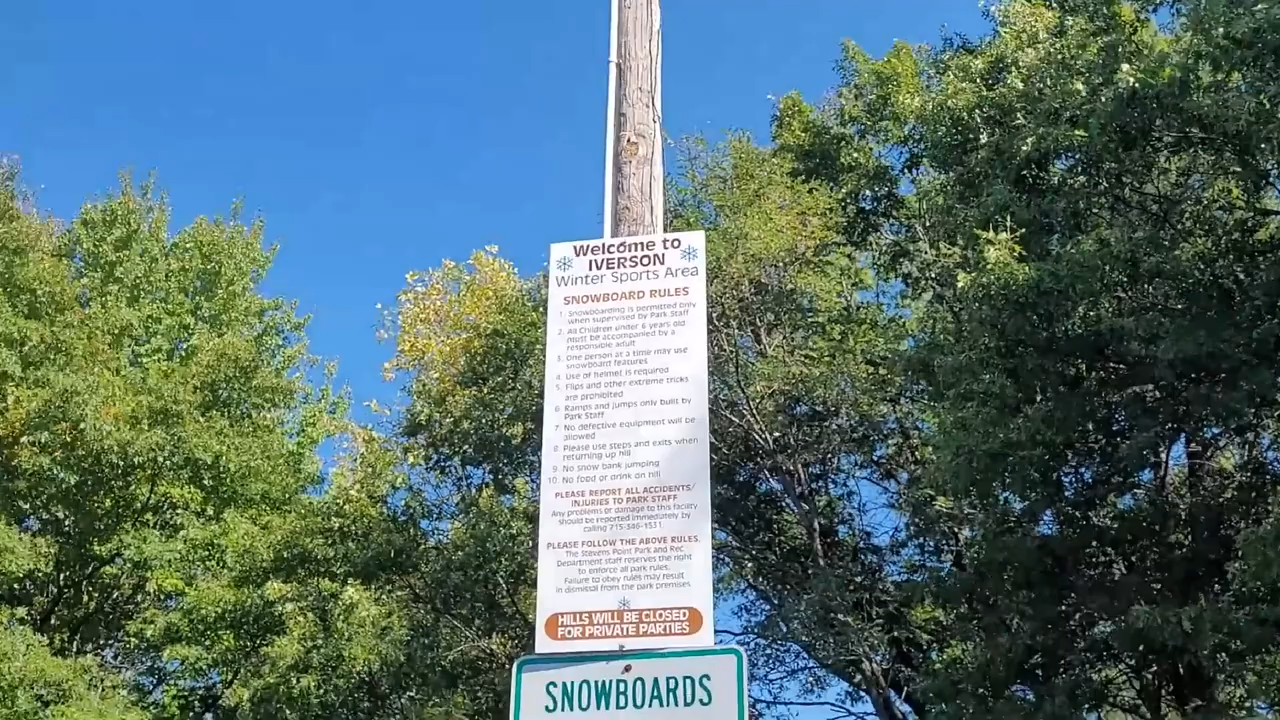 Welcome to
IVERSON
Winter Sports Area
SNOWBOARD RULES
1. Snowboarding is permitted only
when supervised by Park Staff
2. All Children under 6 years old
must be accompanied by a
responsible adult
3. One person at a time may use
snowboard features
4. Use of helmet is required
5. Flips and other extreme tricks
are prohibited
6. Ramps and jumps only built by
Park Staff
7. No defective equipment will be
allowed
8. Please use steps and exits when
returning up hill
9. No snow bank jumping
10. No food or drink on hill
PLEASE REPORT ALL ACCIDENTS/
INJURIES TO PARK STAFF
Any problems or damage to this facility
should be reported immediately by
calling 715-346-1531
PLEASE FOLLOW THE ABOVE RULES.
The Stevens Point Park and Rec
Department staff reserves the right
to enforce all park rules.
Failure to obey rules may result
in dismissal from the park premises
HILLS WILL BE CLOSED
FOR PRIVATE PARTIES
SNOWBOARDS